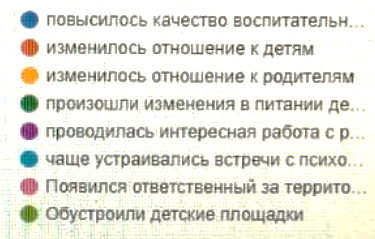 повысилось качество воспитательн...
изменилось отношение к детям
изменилось отношение к родителям
произошли изменения в питании де...
проводилась интересная работа с р...
чаще устраивались встречи с психо...
Появился ответственный за террито...
Обустроили детские площадки